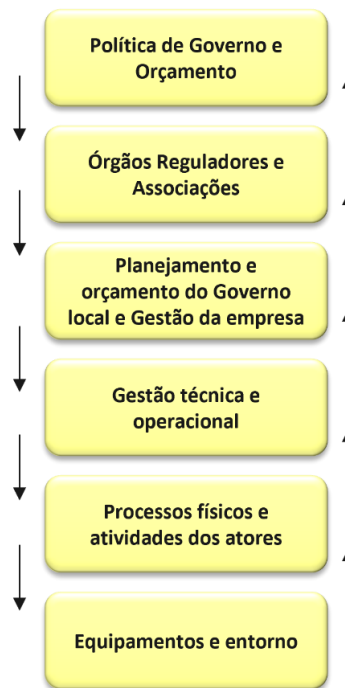 Política de Governo e
Orçamento
Órgãos Reguladores e
Associações
Planejamento e
orçamento do Governo
local e Gestão da empresa
Gestão técnica e
operacional
Processos físicos e
atividades dos atores
Equipamentos e entorno